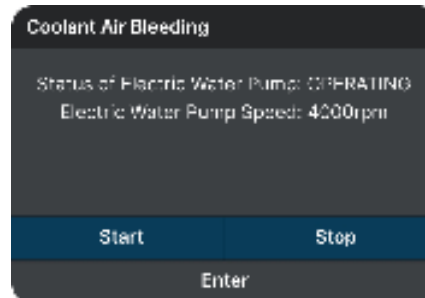 Coolant Air Bleeding
Status of Electric Water Pump: OPERATING
Electric Water Pump Speed: 4000rpm
Start
Stop
Enter